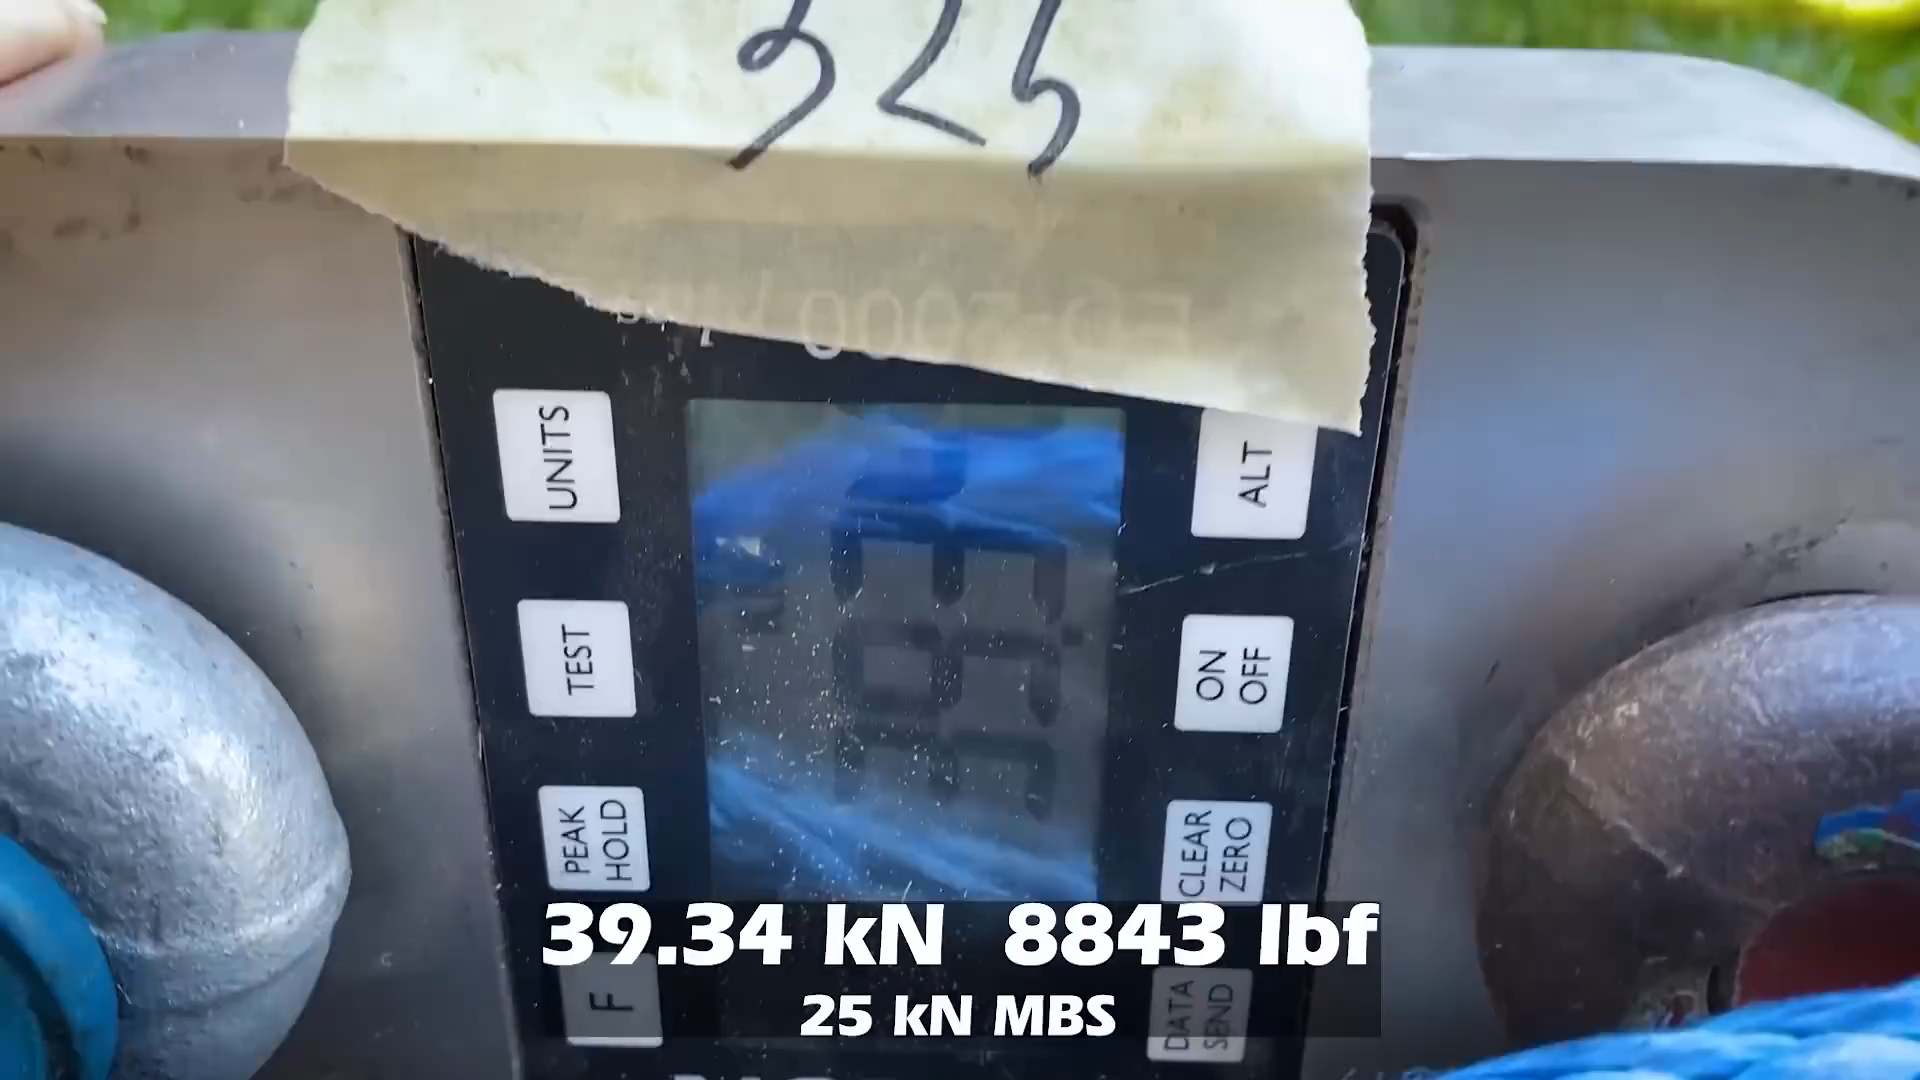 325
UNITS
ALT
TEST
ON
OFF
PEAK
HOLD
CLEAR
ZERO
39.34 kN 8843 lbf
F
25 kN MBS
DATA
SEND